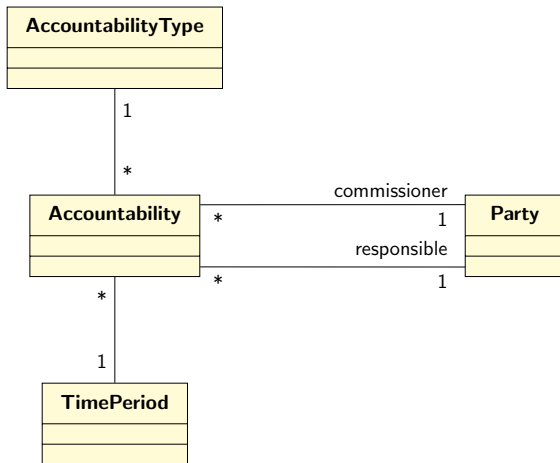 AccountabilityType
1
*
commissioner
Accountability
*
1
Party
responsible
*
1
*
1
TimePeriod